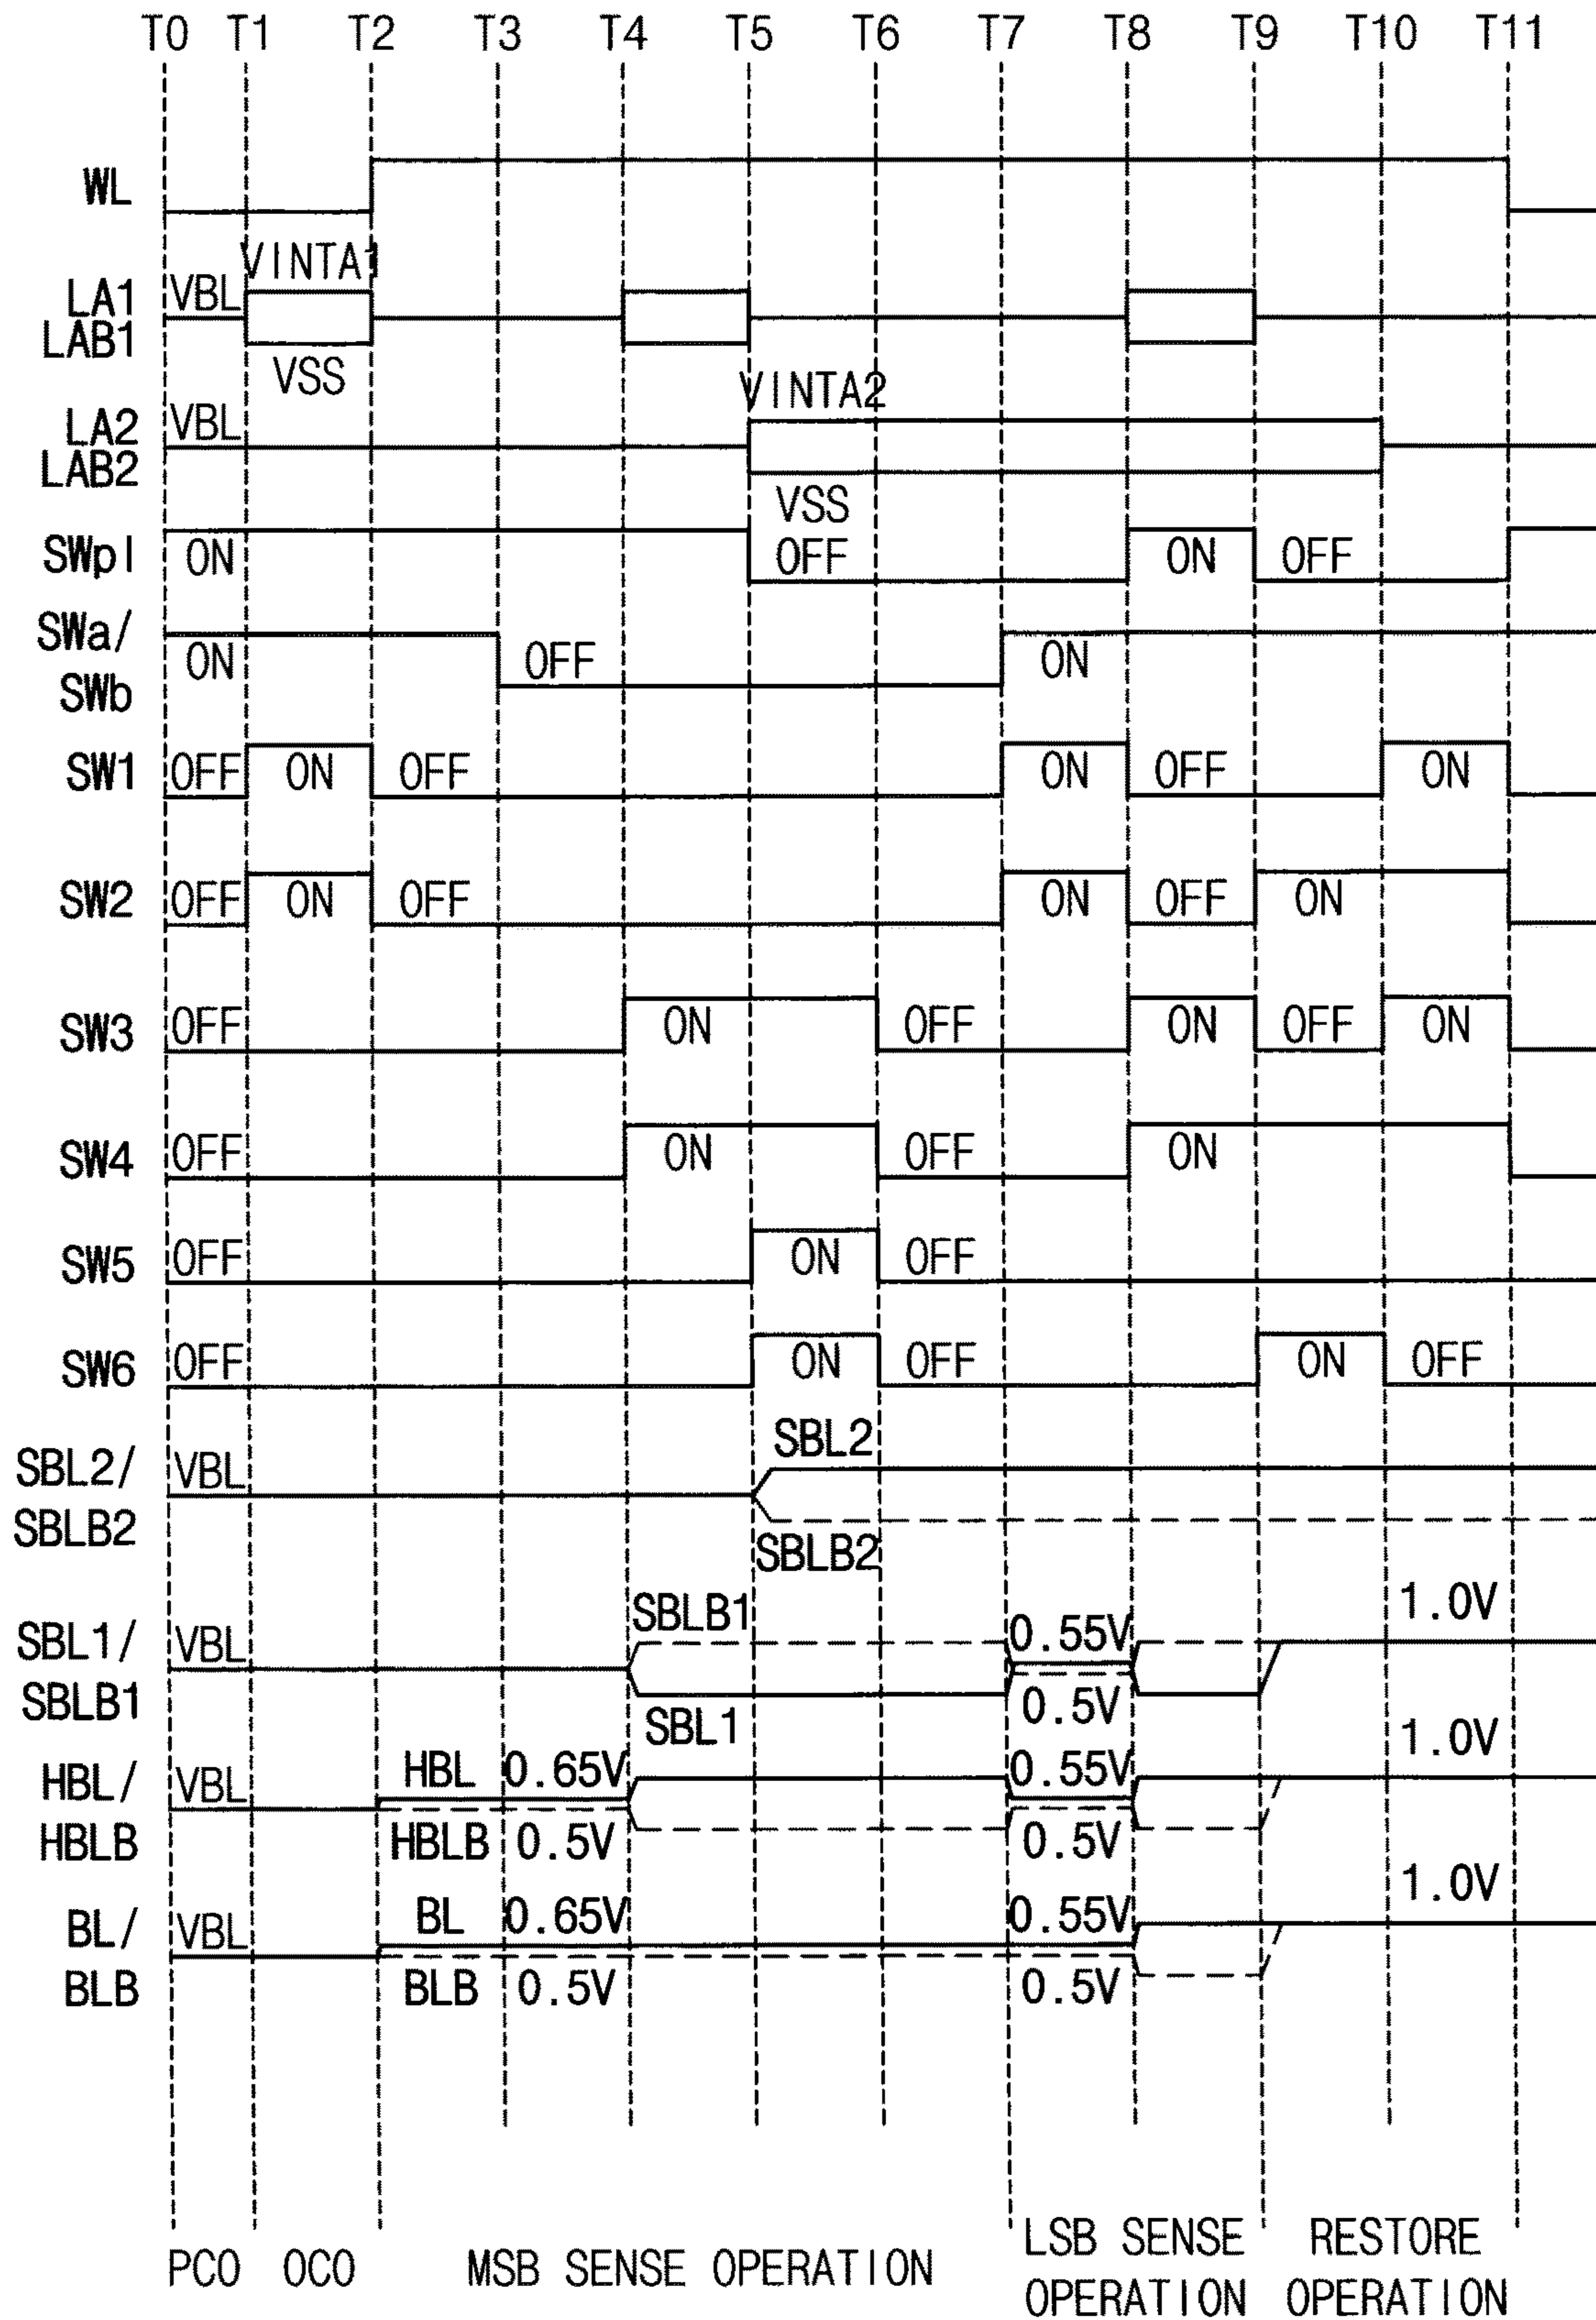 T0 T1 T2 T3 T4 T5 T6 T7 T8 T9 T10 T11
WL
VINTA1
LA1 VBL
LAB1
VSS
VINTA2
LA2 VBL
LAB2
VSS
SWpl ON OFF ON OFF
SWa/
ON OFF ON
SWb
SW1 OFF ON OFF ON OFF ON
SW2 OFF ON OFF ON OFF ON
SW3 OFF ON OFF ON OFF ON
SW4 OFF ON OFF ON
SW5 OFF ON OFF
SW6 OFF ON OFF ON OFF
SBL2
SBL2/ VBL
SBLB2
SBLB2
SBLB1 1.0V
SBL1/ VBL 0.55V
SBLB1 SBL1 0.5V
1.0V
HBL/ VBL HBL 0.65V 0.55V
HBLB HBLB 0.5V 0.5V
1.0V
BL/ VBL BL 0.65V 0.55V
BLB BLB 0.5V 0.5V
PCO OCO MSB SENSE OPERATION
LSB SENSE
OPERATION
RESTORE
OPERATION